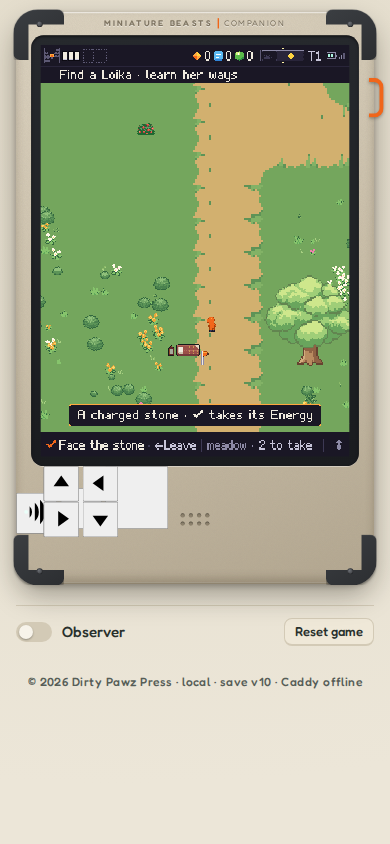 MINIATURE BEASTS COMPANION
0 0 0 T1
Find a Loika · learn her ways
A charged stone · ✓ takes its Energy
✓Face the stone · ←Leave meadow · 2 to take
Observer
Reset game
© 2026 Dirty Pawz Press · local · save v10 · Caddy offline